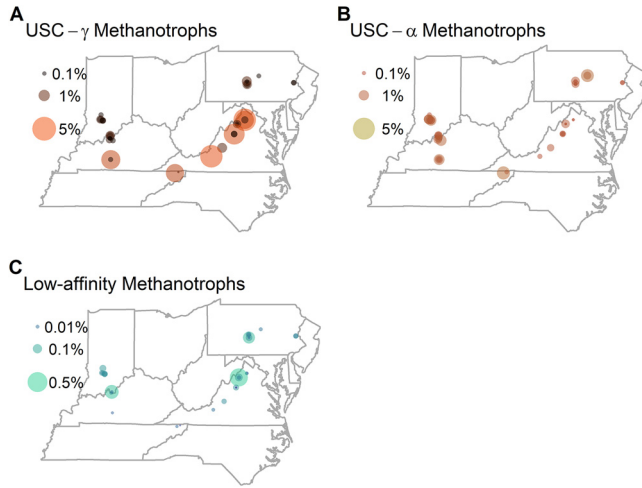 A
USC – γ Methanotrophs
0.1%
1%
5%
B
USC – α Methanotrophs
0.1%
1%
5%
C
Low-affinity Methanotrophs
0.01%
0.1%
0.5%